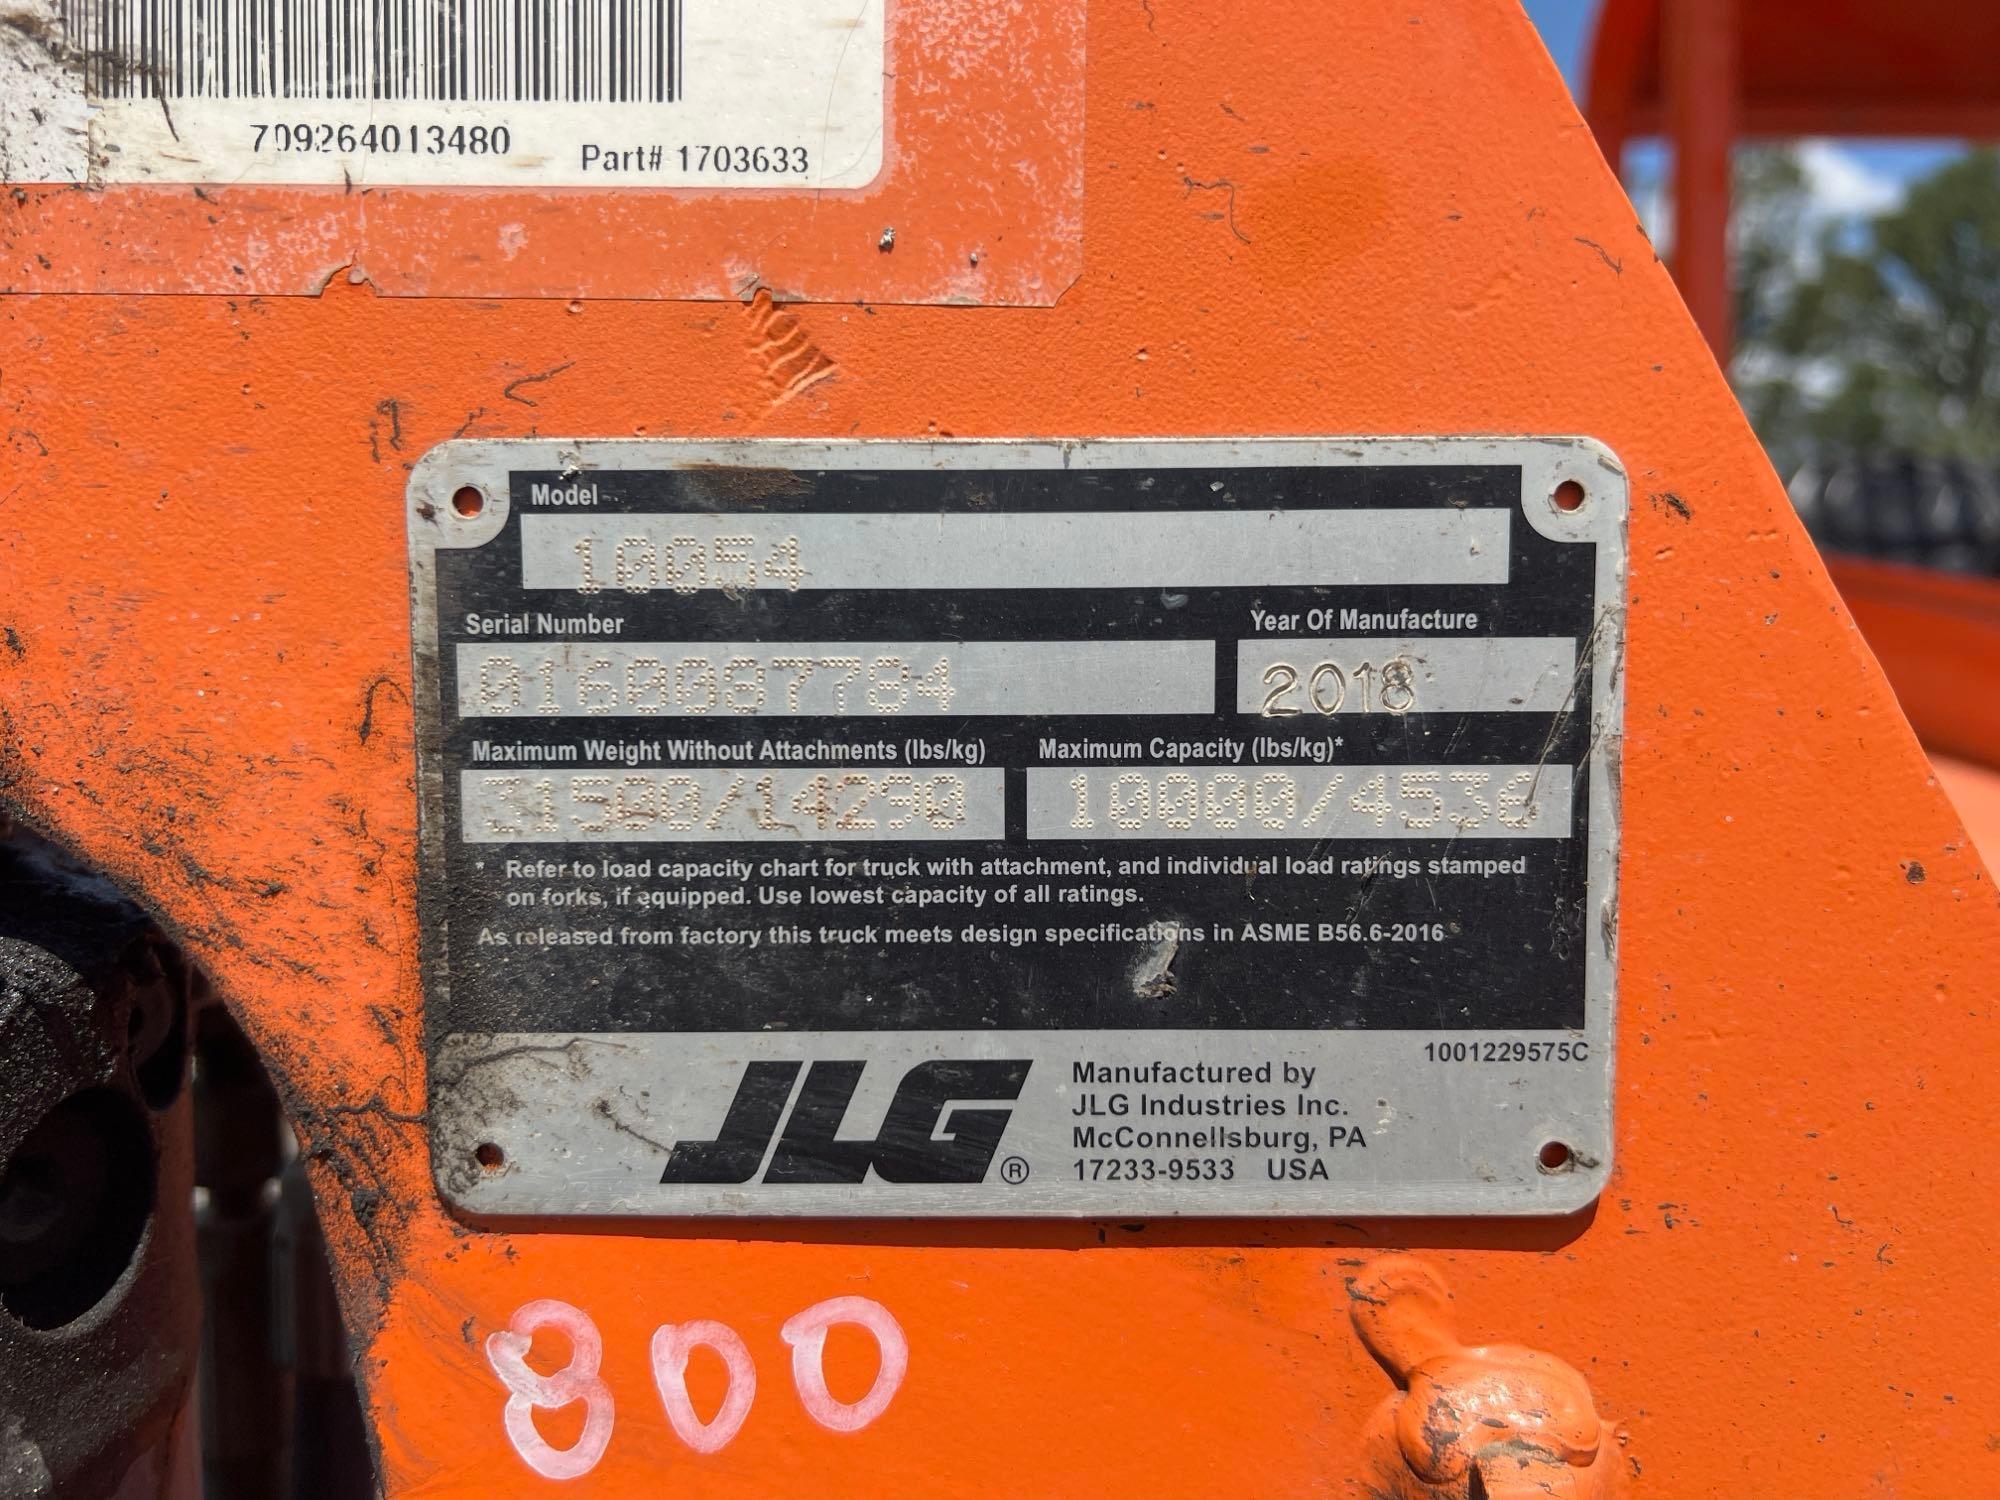 709264013480
Part# 1703633
Model
10054
Serial Number
Year Of Manufacture
0160087784
2018
Maximum Weight Without Attachments (lbs/kg)
Maximum Capacity (lbs/kg)*
31500/14290
10000/4536
* Refer to load capacity chart for truck with attachment, and individual load ratings stamped
on forks, if equipped. Use lowest capacity of all ratings.
As released from factory this truck meets design specifications in ASME B56.6-2016
1001229575C
JLG®
Manufactured by
JLG Industries Inc.
McConnellsburg, PA
17233-9533 USA
800